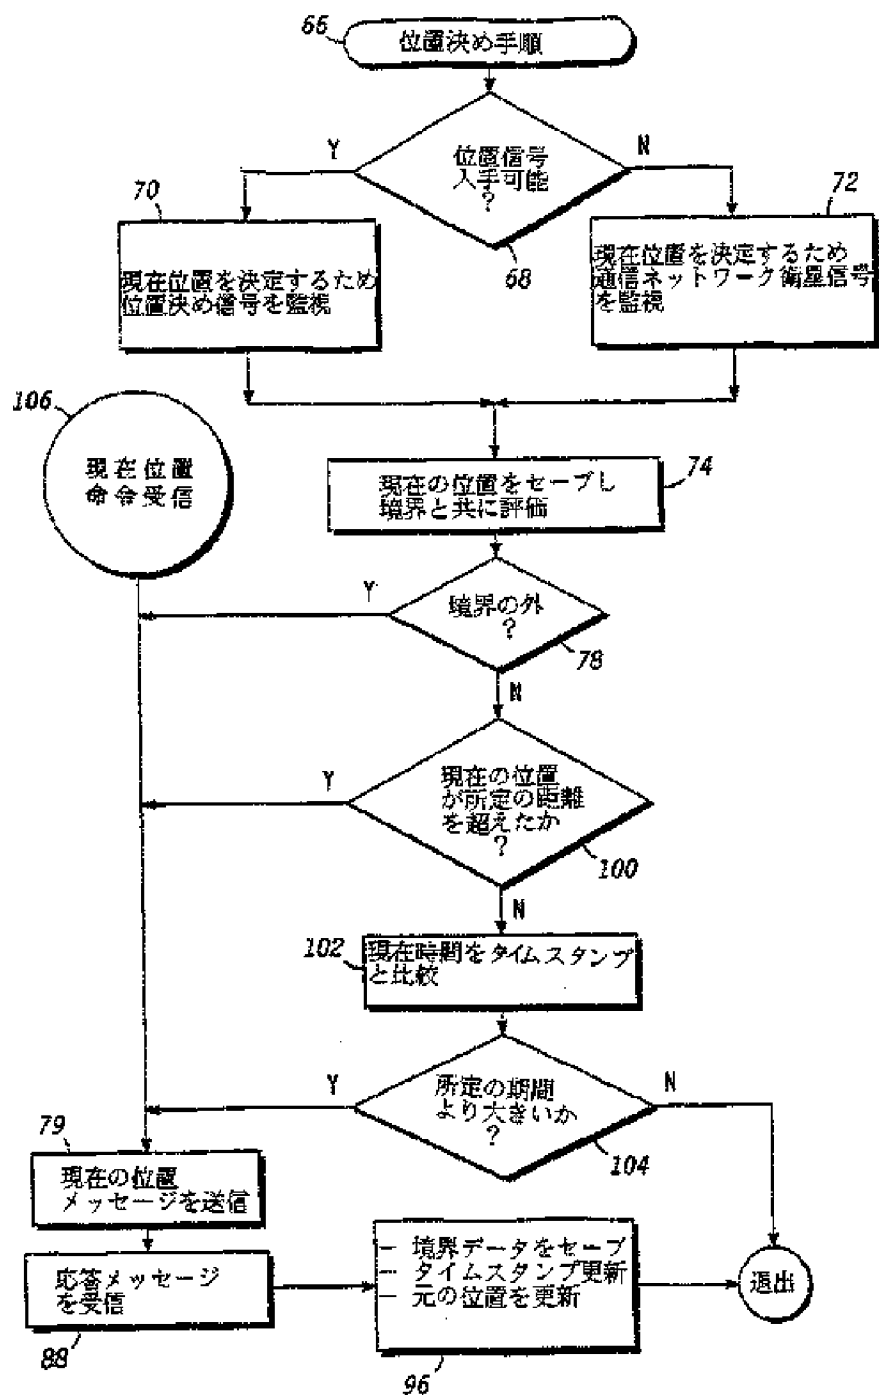 66
位置決め手順
Y
位置信号
入手可能
?
N
68
70
現在位置を決定するため
位置決め信号を監視
72
現在位置を決定するため
通信ネットワーク衛星信号
を監視
106
現在位置
命令受信
74
現在の位置をセーブし
境界と共に評価
Y
境界の外
?
78
N
Y
現在の位置
が所定の距離
を超えたか
?
100
N
102
現在時間をタイムスタンプ
と比較
Y
所定の期間
より大きいか
?
N
104
79
現在の位置
メッセージを送信
応答メッセージ
を受信
88
- 境界データをセーブ
- タイムスタンプ更新
- 元の位置を更新
96
退出